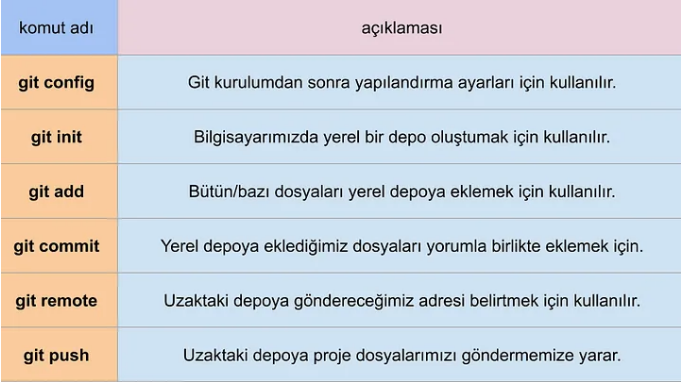 komut adı açıklaması
git config Git kurulumdan sonra yapılandırma ayarları için kullanılır.
git init Bilgisayarımızda yerel bir depo oluştumak için kullanılır.
git add Bütün/bazı dosyaları yerel depoya eklemek için kullanılır.
git commit Yerel depoya eklediğimiz dosyaları yorumla birlikte eklemek için.
git remote Uzaktaki depoya göndereceğimiz adresi belirtmek için kullanılır.
git push Uzaktaki depoya proje dosyalarımızı göndermemize yarar.